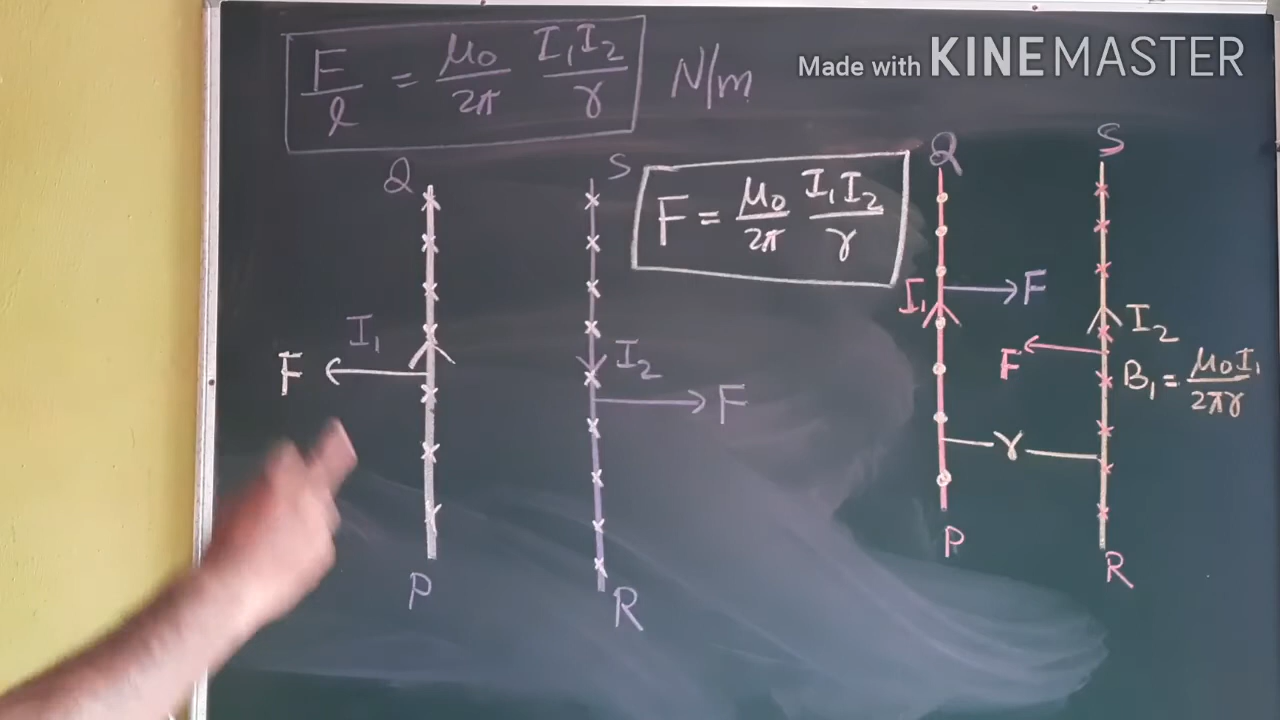 F/l = μ₀/2π I₁I₂/r N/m
Made with KINEMASTER
Q
S
F = μ₀/2π I₁I₂/r
Q
S
I₁
F
I₂
F
I₁
F
I₂
F
B₁ = μ₀I₁/2πr
r
P
R
P
R